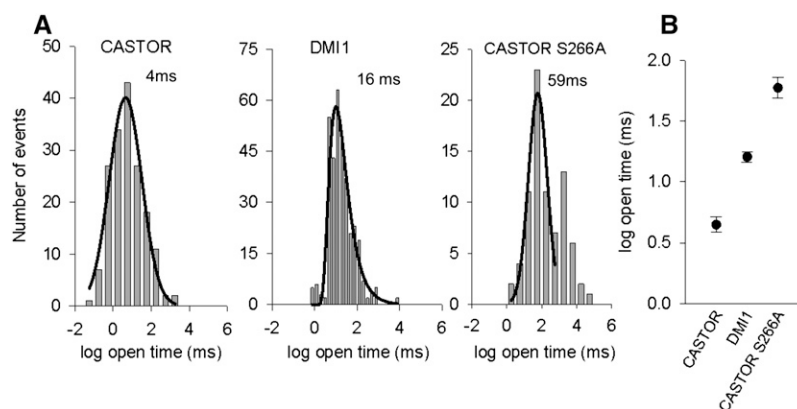 A
B
CASTOR
DMI1
CASTOR S266A
4ms
16 ms
59ms
Number of events
50
40
30
20
10
0
-2 0 2 4 6
log open time (ms)
75
60
45
30
15
0
-2 0 2 4 6
log open time (ms)
25
20
15
10
5
0
-2 0 2 4 6
log open time (ms)
log open time (ms)
2.0
1.5
1.0
0.5
0.0
CASTOR
DMI1
CASTOR S266A